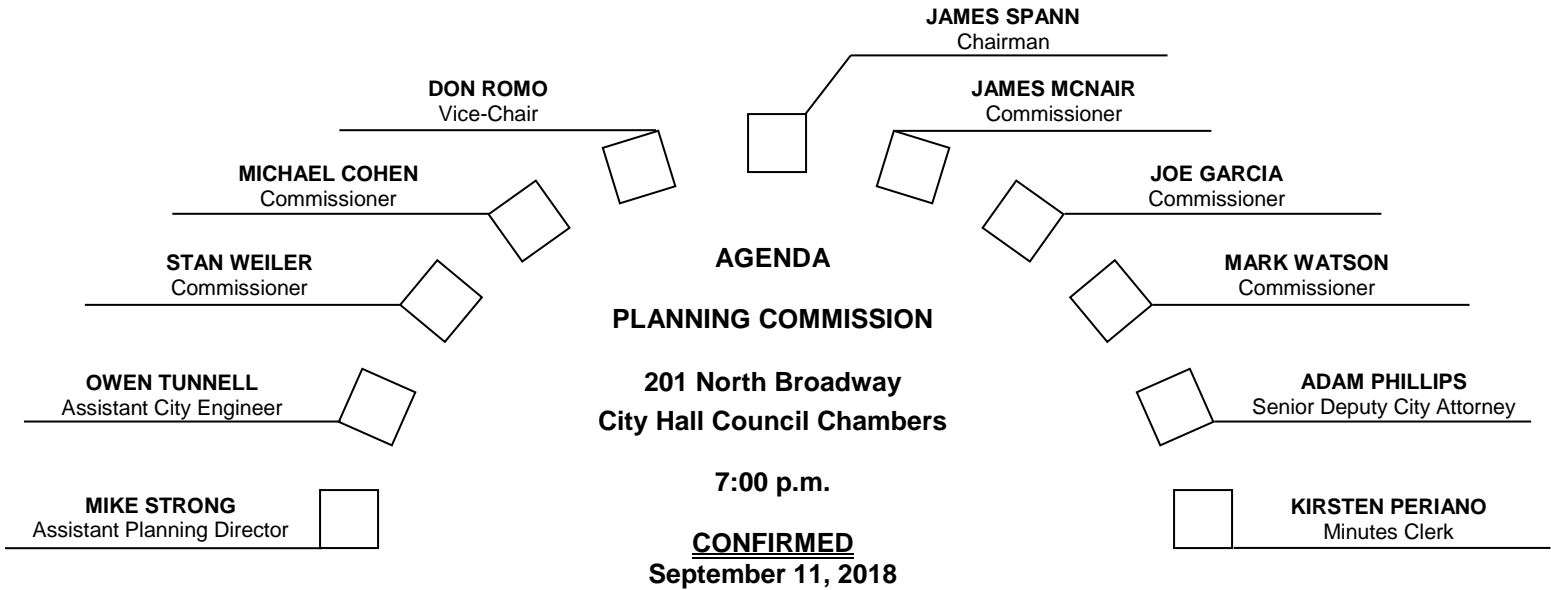 JAMES SPANN
Chairman
DON ROMO
Vice-Chair
JAMES MCNAIR
Commissioner
MICHAEL COHEN
Commissioner
JOE GARCIA
Commissioner
STAN WEILER
Commissioner
MARK WATSON
Commissioner
OWEN TUNNELL
Assistant City Engineer
ADAM PHILLIPS
Senior Deputy City Attorney
MIKE STRONG
Assistant Planning Director
KIRSTEN PERIANO
Minutes Clerk
AGENDA
PLANNING COMMISSION
201 North Broadway
City Hall Council Chambers
7:00 p.m.
CONFIRMED
September 11, 2018